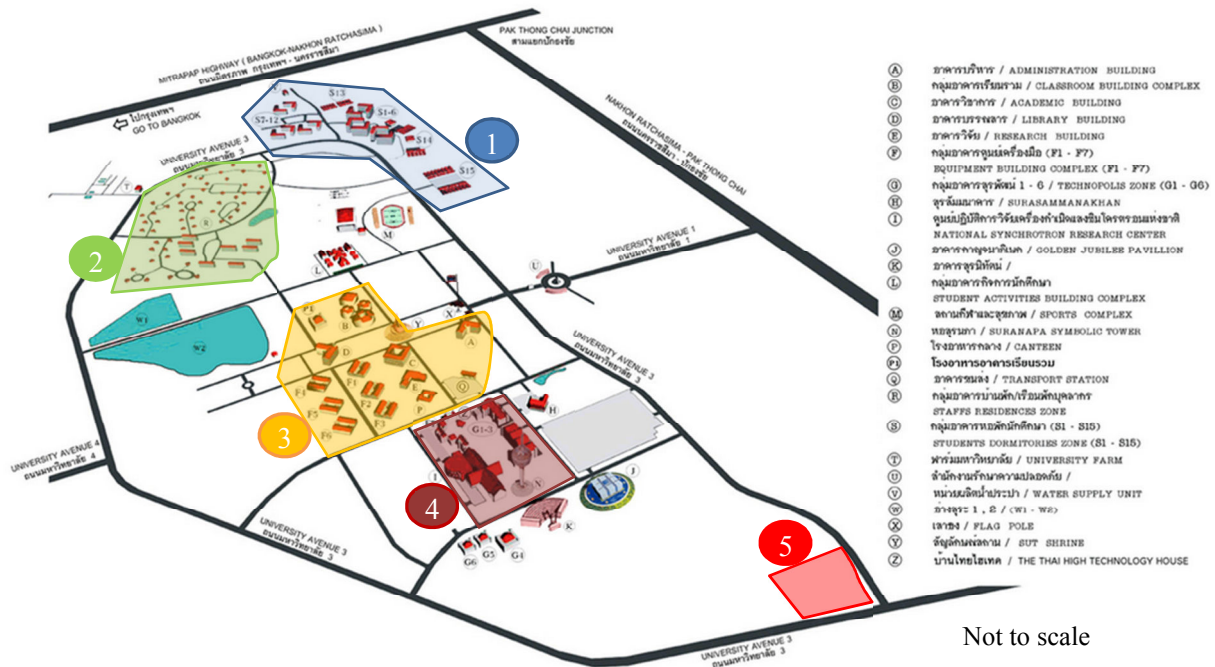 PAK THONG CHAI JUNCTION
สามแยกปักธงชัย
MITRAPAP HIGHWAY ( BANGKOK-NAKHON RATCHASIMA )
ถนนมิตรภาพ กรุงเทพฯ - นครราชสีมา
ไปกรุงเทพฯ
GO TO BANGKOK
NAKHON RATCHASIMA - PAK THONG CHAI
ถนนนครราชสีมา - ปักธงชัย
UNIVERSITY AVENUE 3
ถนนมหาวิทยาลัย 3
V
S13
S7-12
S1-6
S14
S15
1
T
R
2
M
L
UNIVERSITY AVENUE 1
ถนนมหาวิทยาลัย 1
U
W1
W2
P1
B
X
Y
A
D
C
UNIVERSITY AVENUE 3
ถนนมหาวิทยาลัย 3
F4
F1
E
Q
F5
F2
P
F6
F3
3
H
G1-3
UNIVERSITY AVENUE 4
ถนนมหาวิทยาลัย 4
I
N
J
4
K
G6
G5
G4
UNIVERSITY AVENUE 3
ถนนมหาวิทยาลัย 3
5
UNIVERSITY AVENUE 3
ถนนมหาวิทยาลัย 3
Not to scale
A อาคารบริหาร / ADMINISTRATION BUILDING
B กลุ่มอาคารเรียนรวม / CLASSROOM BUILDING COMPLEX
C อาคารวิชาการ / ACADEMIC BUILDING
D อาคารบรรณสาร / LIBRARY BUILDING
E อาคารวิจัย / RESEARCH BUILDING
F กลุ่มอาคารศูนย์เครื่องมือ (F1 - F7)
EQUIPMENT BUILDING COMPLEX (F1 - F7)
G กลุ่มอาคารสุรพัฒน์ 1 - 6 / TECHNOPOLIS ZONE (G1 - G6)
H สุรสัมมนาคาร / SURASAMMANAKHAN
I ศูนย์ปฏิบัติการวิจัยเครื่องกำเนิดแสงซินโครตรอนแห่งชาติ
NATIONAL SYNCHROTRON RESEARCH CENTER
J อาคารกาญจนาภิเษก / GOLDEN JUBILEE PAVILLION
K อาคารสุรนิทัศน์ /
L กลุ่มอาคารกิจการนักศึกษา
STUDENT ACTIVITIES BUILDING COMPLEX
M สถานกีฬาและสุขภาพ / SPORTS COMPLEX
N หอสุรนภา / SURANAPA SYMBOLIC TOWER
P โรงอาหารกลาง / CANTEEN
P1 โรงอาหารอาคารเรียนรวม
Q อาคารขนส่ง / TRANSPORT STATION
R กลุ่มอาคารบ้านพัก/เรือนพักบุคลากร
STAFFS RESIDENCES ZONE
S กลุ่มอาคารหอพักนักศึกษา (S1 - S15)
STUDENTS DORMITORIES ZONE (S1 - S15)
T ฟาร์มมหาวิทยาลัย / UNIVERSITY FARM
U สำนักงานรักษาความปลอดภัย /
V หน่วยผลิตน้ำประปา / WATER SUPPLY UNIT
W อ่างสุระ 1 , 2 / (W1 - W2)
X เสาธง / FLAG POLE
Y สัญลักษณ์สถาน / SUT SHRINE
Z บ้านไทยไฮเทค / THE THAI HIGH TECHNOLOGY HOUSE